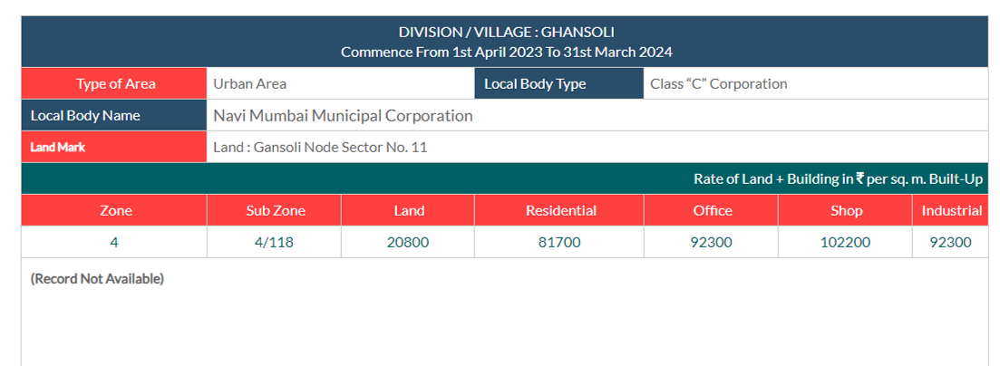 DIVISION / VILLAGE : GHANSOLI
Commence From 1st April 2023 To 31st March 2024
Type of Area Urban Area Local Body Type Class “C” Corporation
Local Body Name Navi Mumbai Municipal Corporation
Land Mark Land : Gansoli Node Sector No. 11
Rate of Land + Building in ₹ per sq. m. Built-Up
Zone Sub Zone Land Residential Office Shop Industrial
4 4/118 20800 81700 92300 102200 92300
(Record Not Available)